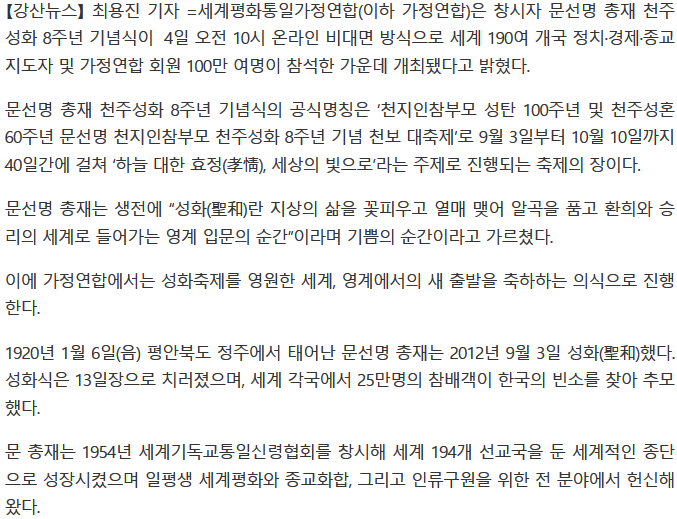 【강산뉴스】 최용진 기자 =세계평화통일가정연합(이하 가정연합)은 창시자 문선명 총재 천주
성화 8주년 기념식이  4일 오전 10시 온라인 비대면 방식으로 세계 190여 개국 정치·경제·종교
지도자 및 가정연합 회원 100만 여명이 참석한 가운데 개최됐다고 밝혔다.
문선명 총재 천주성화 8주년 기념식의 공식명칭은 ‘천지인참부모 성탄 100주년 및 천주성혼
60주년 문선명 천지인참부모 천주성화 8주년 기념 천보 대축제’로 9월 3일부터 10월 10일까지
40일간에 걸쳐 ‘하늘 대한 효정(孝情), 세상의 빛으로’라는 주제로 진행되는 축제의 장이다.
문선명 총재는 생전에 “성화(聖和)란 지상의 삶을 꽃피우고 열매 맺어 알곡을 품고 환희와 승
리의 세계로 들어가는 영계 입문의 순간”이라며 기쁨의 순간이라고 가르쳤다.
이에 가정연합에서는 성화축제를 영원한 세계, 영계에서의 새 출발을 축하하는 의식으로 진행
한다.
1920년 1월 6일(음) 평안북도 정주에서 태어난 문선명 총재는 2012년 9월 3일 성화(聖和)했다.
성화식은 13일장으로 치러졌으며, 세계 각국에서 25만명의 참배객이 한국의 빈소를 찾아 추모
했다.
문 총재는 1954년 세계기독교통일신령협회를 창시해 세계 194개 선교국을 둔 세계적인 종단
으로 성장시켰으며 일평생 세계평화와 종교화합, 그리고 인류구원을 위한 전 분야에서 헌신해
왔다.